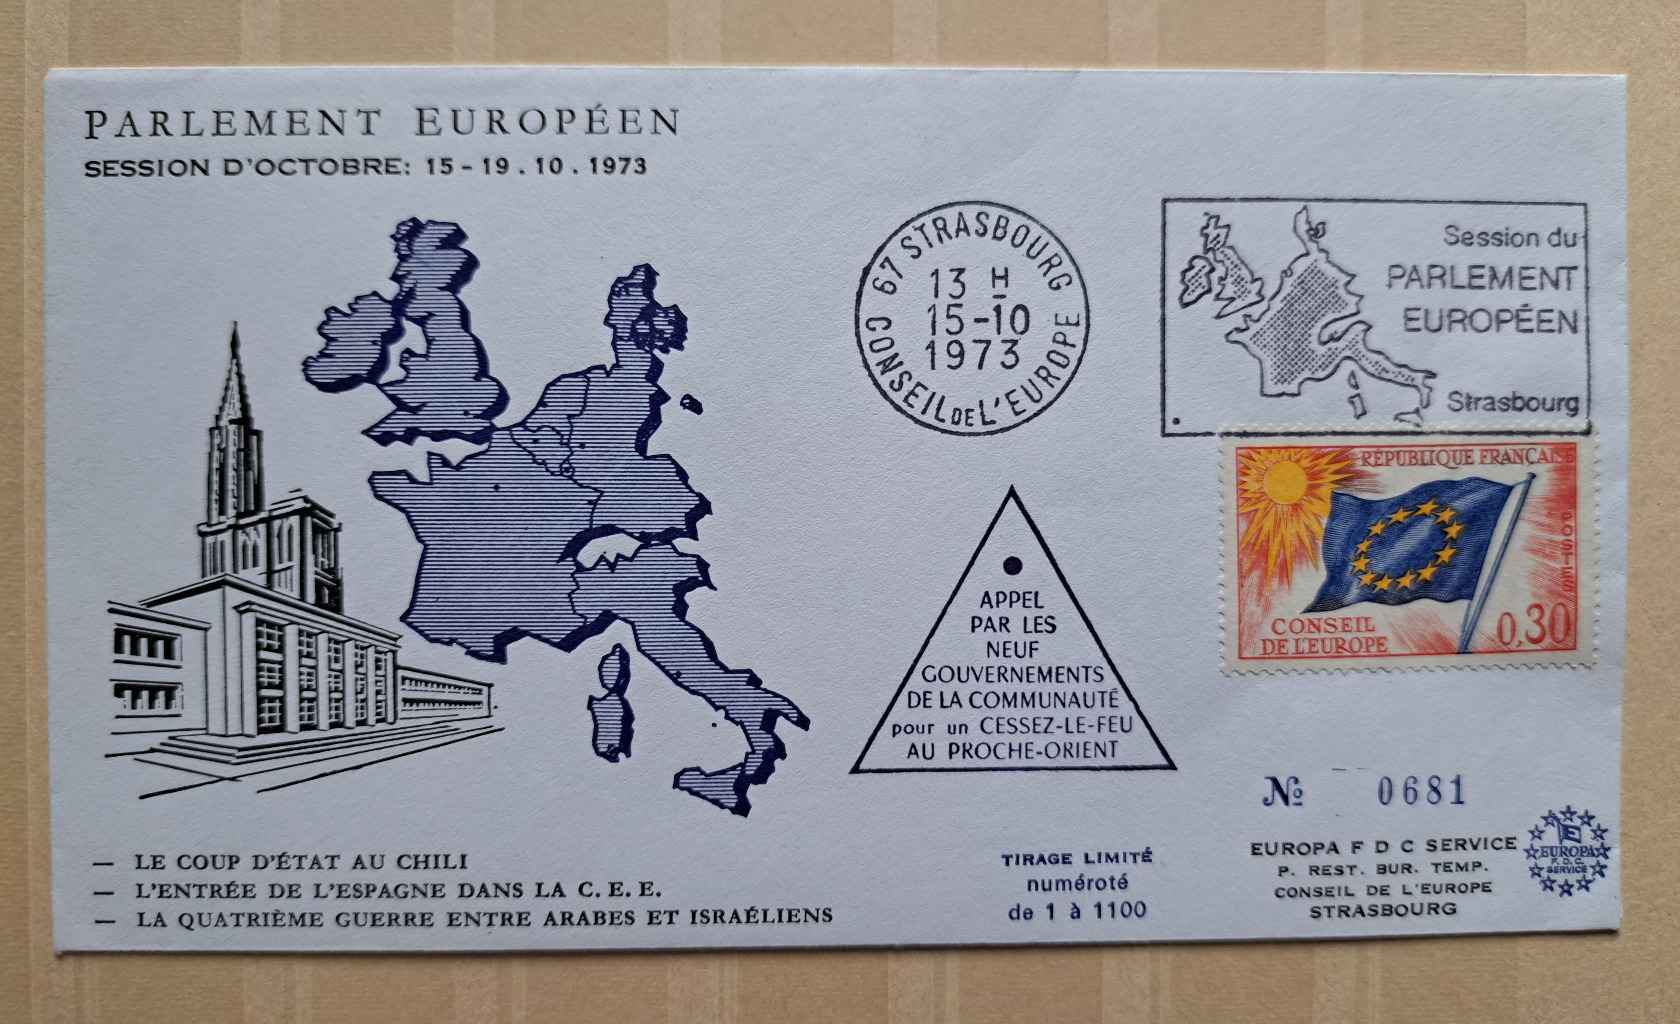 PARLEMENT EUROPÉEN
SESSION D'OCTOBRE: 15 - 19 . 10 . 1973
67 STRASBOURG
13 H
15-10
1973
CONSEIL DE L'EUROPE
Session du
PARLEMENT
EUROPÉEN
Strasbourg
RÉPUBLIQUE FRANÇAISE
POSTES
CONSEIL
DE L'EUROPE
0,30
APPEL
PAR LES
NEUF
GOUVERNEMENTS
DE LA COMMUNAUTÉ
pour un CESSEZ-LE-FEU
AU PROCHE-ORIENT
№ 0681
— LE COUP D'ÉTAT AU CHILI
— L'ENTRÉE DE L'ESPAGNE DANS LA C. E. E.
— LA QUATRIÈME GUERRE ENTRE ARABES ET ISRAÉLIENS
TIRAGE LIMITÉ
numéroté
de 1 à 1100
EUROPA F D C SERVICE
P. REST. BUR. TEMP.
CONSEIL DE L'EUROPE
STRASBOURG
E
EUROPA
F. D. C.
SERVICE